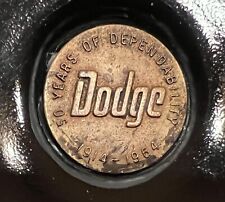 50 YEARS OF DEPENDABILITY
Dodge
1914-1964